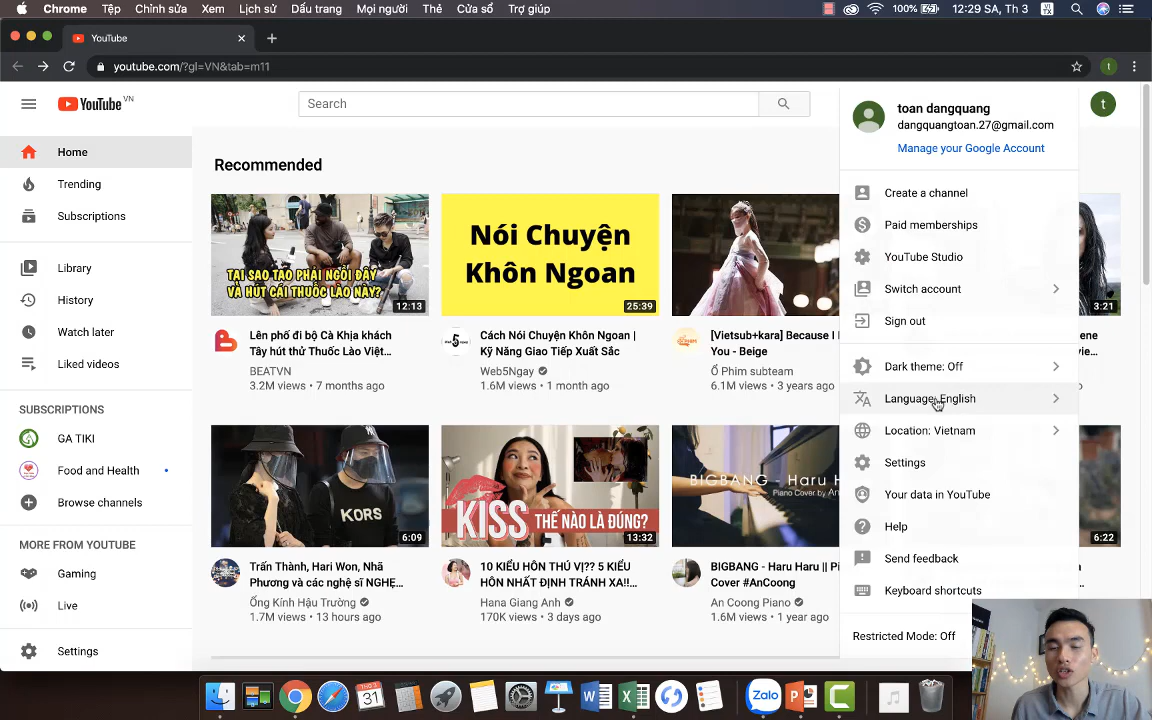 Chrome Tệp Chỉnh sửa Xem Lịch sử Dấu trang Mọi người Thẻ Cửa sổ Trợ giúp 100% 12:29 SA, Th 3 VI TX
YouTube
youtube.com/?gl=VN&tab=m11 t
YouTube VN
Search
t
Home
Trending
Subscriptions
Library
History
Watch later
Liked videos
SUBSCRIPTIONS
GA TIKI
Food and Health
Browse channels
MORE FROM YOUTUBE
Gaming
Live
Settings
Recommended
TẠI SAO TAO PHẢI NGỒI ĐÂY
VÀ HÚT CÁI THUỐC LÀO NÀY?
12:13
Lên phố đi bộ Cà Khịa khách
Tây hút thử Thuốc Lào Việt...
BEATVN
3.2M views • 7 months ago
Nói Chuyện
Khôn Ngoan
25:39
Cách Nói Chuyện Khôn Ngoan |
Kỹ Năng Giao Tiếp Xuất Sắc
Web5Ngay
1.6M views • 1 month ago
[Vietsub+kara] Because I
You - Beige
Ổ Phim subteam
6.1M views • 3 years ago
3:21
KORS
6:09
Trấn Thành, Hari Won, Nhã
Phương và các nghệ sĩ NGHẸ...
Ống Kính Hậu Trường
1.7M views • 13 hours ago
KISS THẾ NÀO LÀ ĐÚNG?
13:32
10 KIỂU HÔN THÚ VỊ?? 5 KIỂU
HÔN NHẤT ĐỊNH TRÁNH XA!!...
Hana Giang Anh
170K views • 3 days ago
BIGBANG - Haru H
Piano Cover by An
BIGBANG - Haru Haru || Pi
Cover #AnCoong
An Coong Piano
1.6M views • 1 year ago
6:22
toan dangquang
dangquangtoan.27@gmail.com
Manage your Google Account
Create a channel
Paid memberships
YouTube Studio
Switch account
Sign out
Dark theme: Off
Language: English
Location: Vietnam
Settings
Your data in YouTube
Help
Send feedback
Keyboard shortcuts
Restricted Mode: Off
31
Zalo